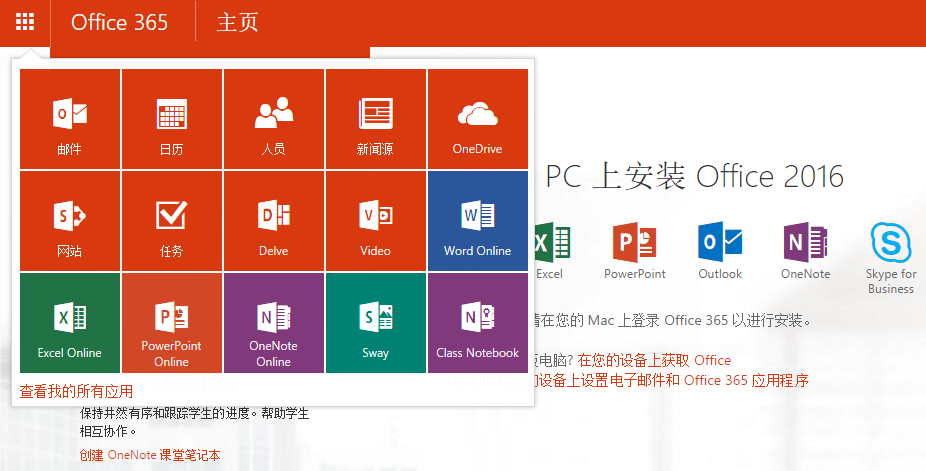 Office 365 主页
邮件 日历 人员 新闻源 OneDrive
网站 任务 Delve Video Word Online
Excel Online PowerPoint Online OneNote Online Sway Class Notebook
查看我的所有应用
保持井然有序和跟踪学生的进度。帮助学生
相互协作。
创建 OneNote 课堂笔记本
PC 上安装 Office 2016
Excel PowerPoint Outlook OneNote Skype for Business
请在您的 Mac 上登录 Office 365 以进行安装。
电脑? 在您的设备上获取 Office
的设备上设置电子邮件和 Office 365 应用程序